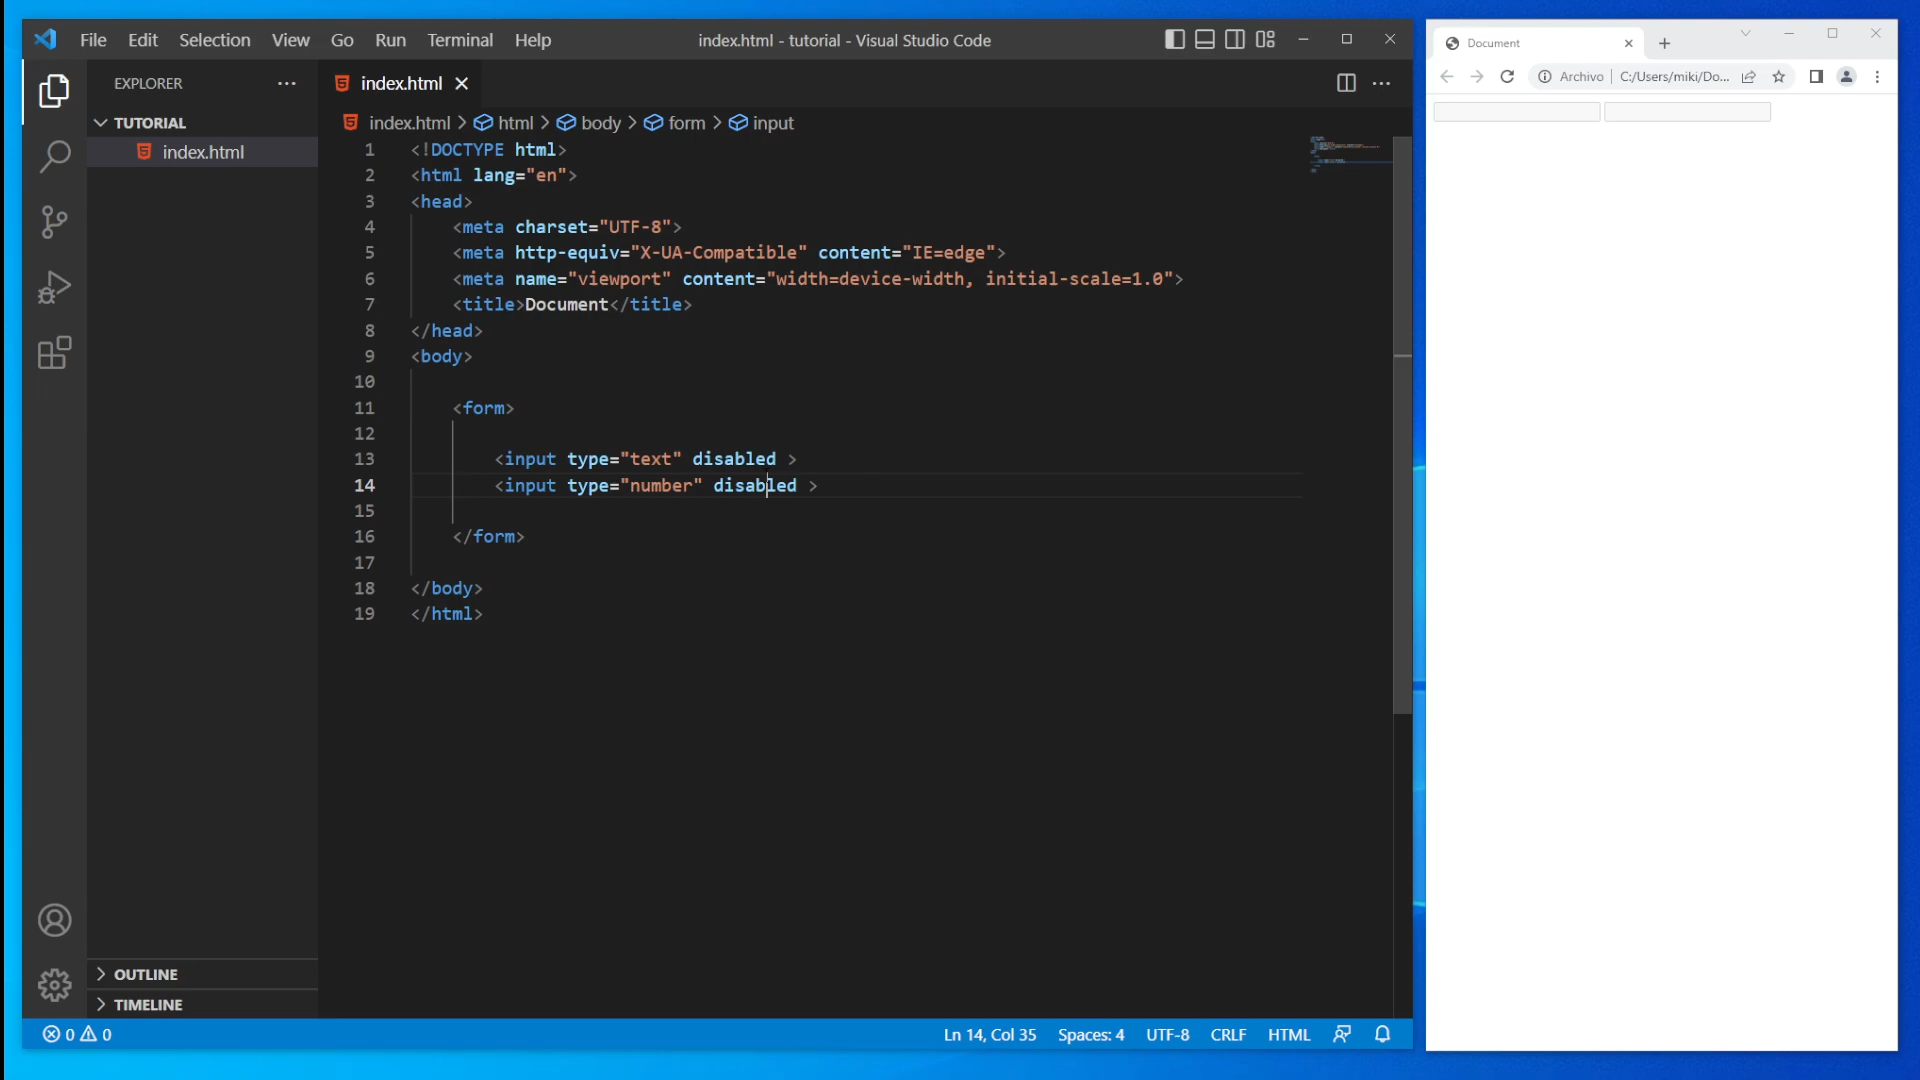 File Edit Selection View Go Run Terminal Help
index.html - tutorial - Visual Studio Code
EXPLORER
TUTORIAL
index.html
OUTLINE
TIMELINE
index.html
index.html > html > body > form > input
1 <!DOCTYPE html>
2 <html lang="en">
3 <head>
4 <meta charset="UTF-8">
5 <meta http-equiv="X-UA-Compatible" content="IE=edge">
6 <meta name="viewport" content="width=device-width, initial-scale=1.0">
7 <title>Document</title>
8 </head>
9 <body>
10
11 <form>
12
13 <input type="text" disabled >
14 <input type="number" disabled >
15
16 </form>
17
18 </body>
19 </html>
0 0
Ln 14, Col 35 Spaces: 4 UTF-8 CRLF HTML
Document
Archivo C:/Users/miki/Do...